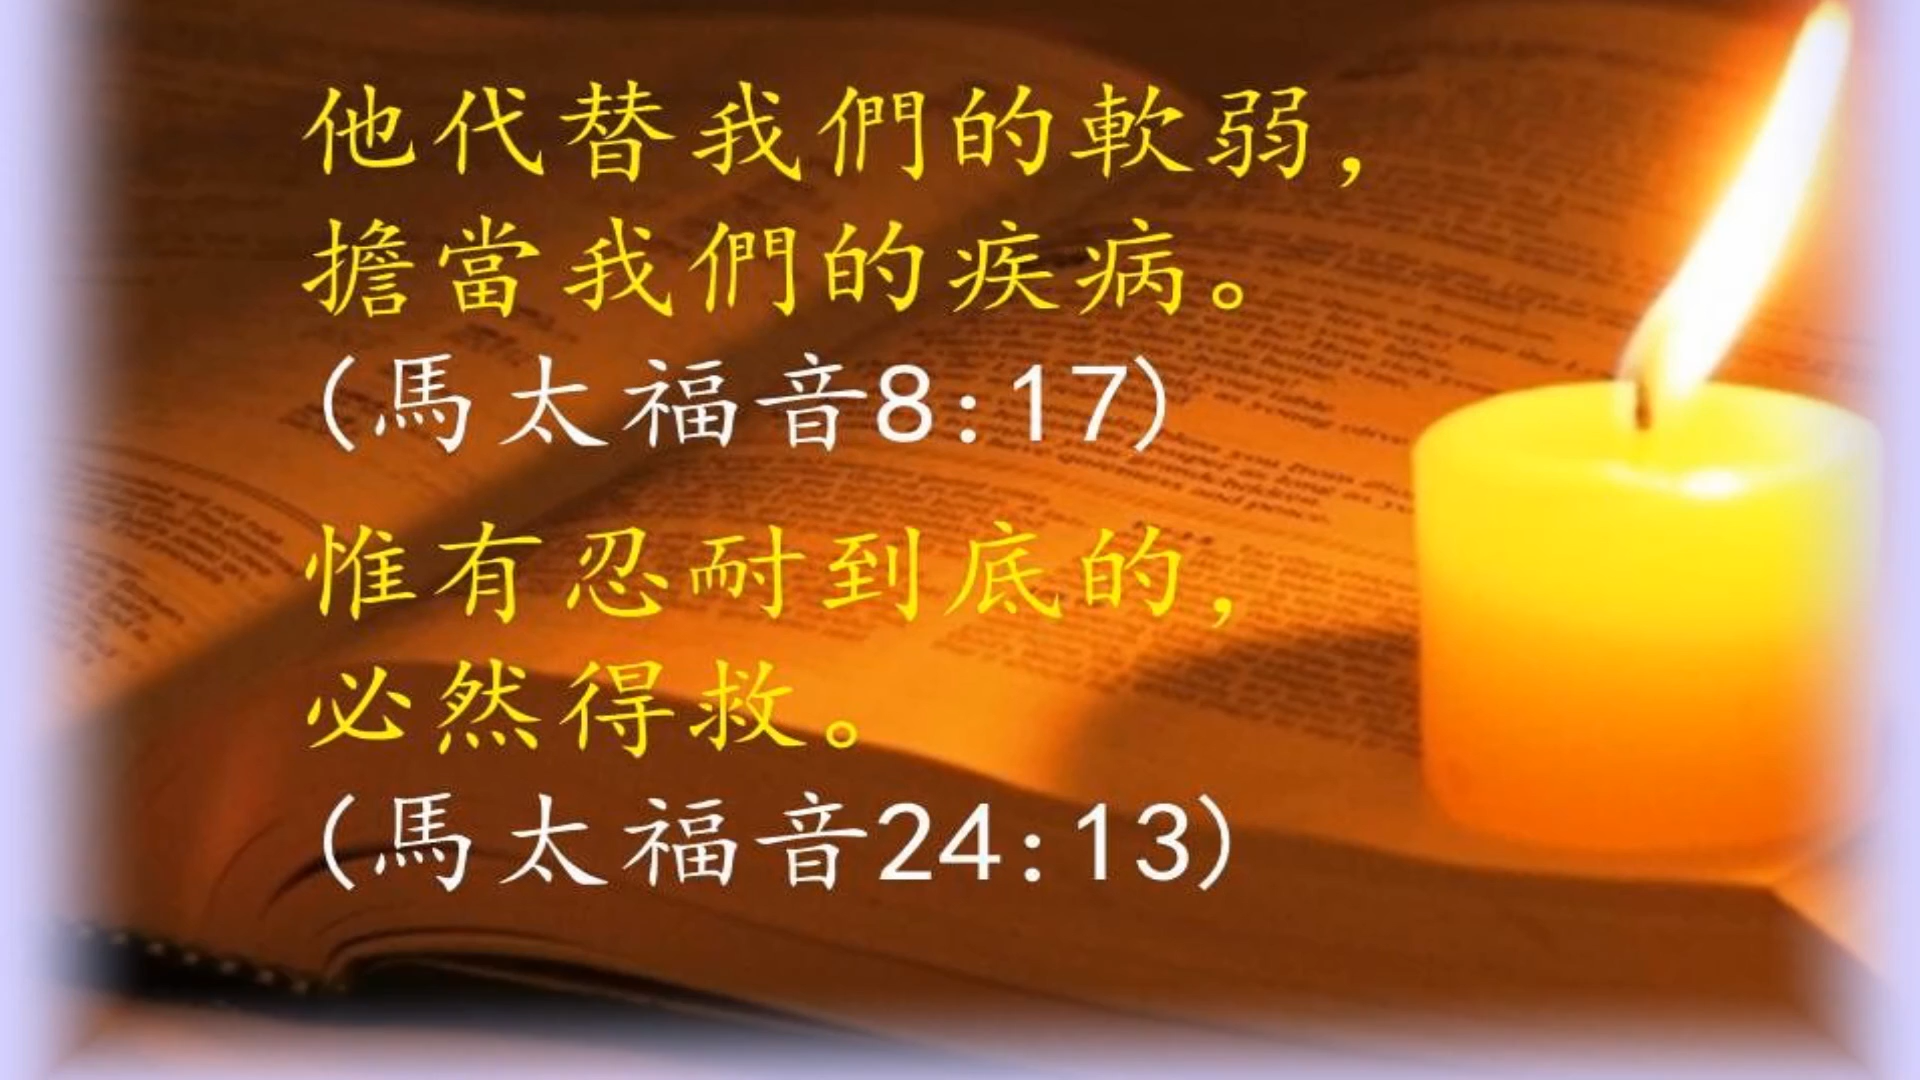 他代替我們的軟弱，
擔當我們的疾病。
(馬太福音8:17)
惟有忍耐到底的，
必然得救。
(馬太福音24:13)